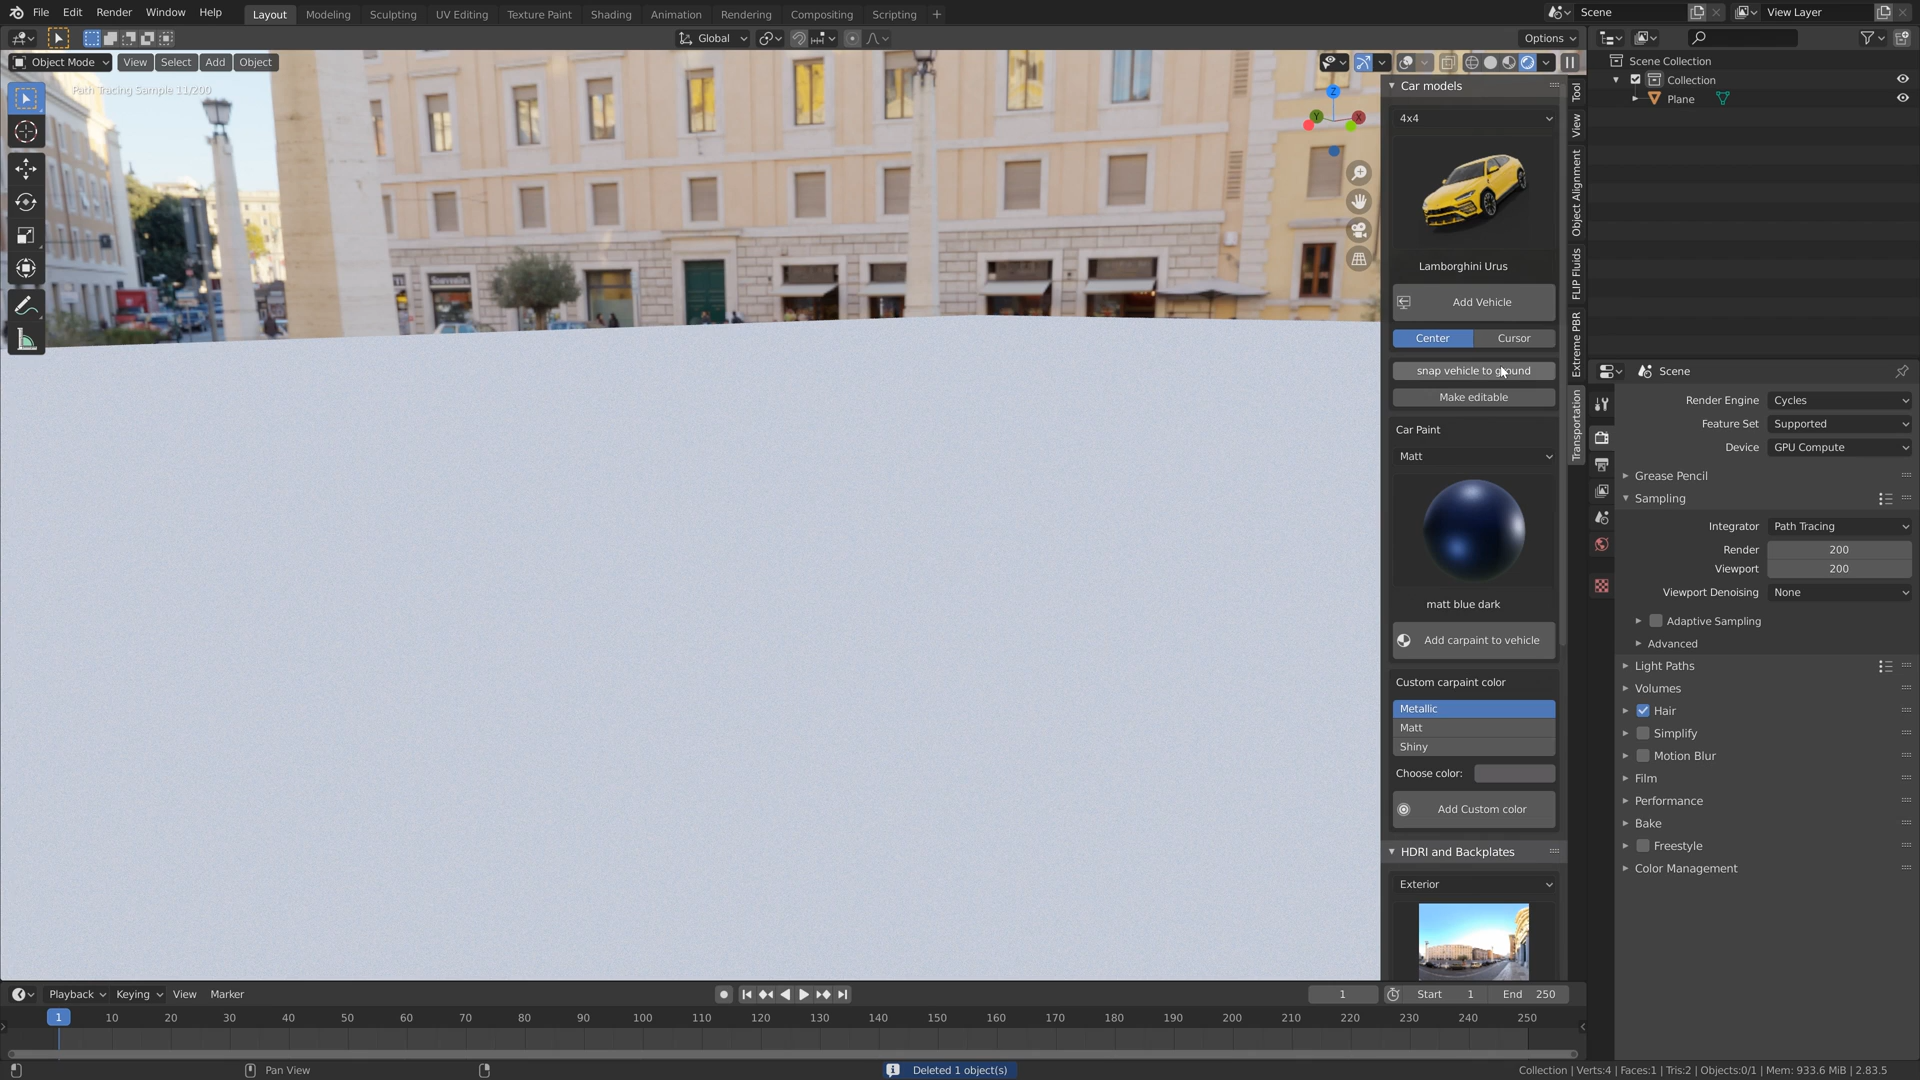 File Edit Render Window Help
Layout Modeling Sculpting UV Editing Texture Paint Shading Animation Rendering Compositing Scripting +
Scene
View Layer
Global
Options
Object Mode View Select Add Object
Path Tracing Sample 11/200
Z
Y
X
Souvenirs
Car models
4x4
Lamborghini Urus
Add Vehicle
Center Cursor
snap vehicle to ground
Make editable
Car Paint
Matt
matt blue dark
Add carpaint to vehicle
Custom carpaint color
Metallic
Matt
Shiny
Choose color:
Add Custom color
HDRI and Backplates
Exterior
Tool
View
Object Alignment
FLIP Fluids
Extreme PBR
Transportation
Scene Collection
Collection
Plane
Scene
Render Engine Cycles
Feature Set Supported
Device GPU Compute
Grease Pencil
Sampling
Integrator Path Tracing
Render 200
Viewport 200
Viewport Denoising None
Adaptive Sampling
Advanced
Light Paths
Volumes
Hair
Simplify
Motion Blur
Film
Performance
Bake
Freestyle
Color Management
Playback Keying View Marker
1 Start 1 End 250
1 10 20 30 40 50 60 70 80 90 100 110 120 130 140 150 160 170 180 190 200 210 220 230 240 250
Pan View
Deleted 1 object(s)
Collection | Verts:4 | Faces:1 | Tris:2 | Objects:0/1 | Mem: 933.6 MiB | 2.83.5